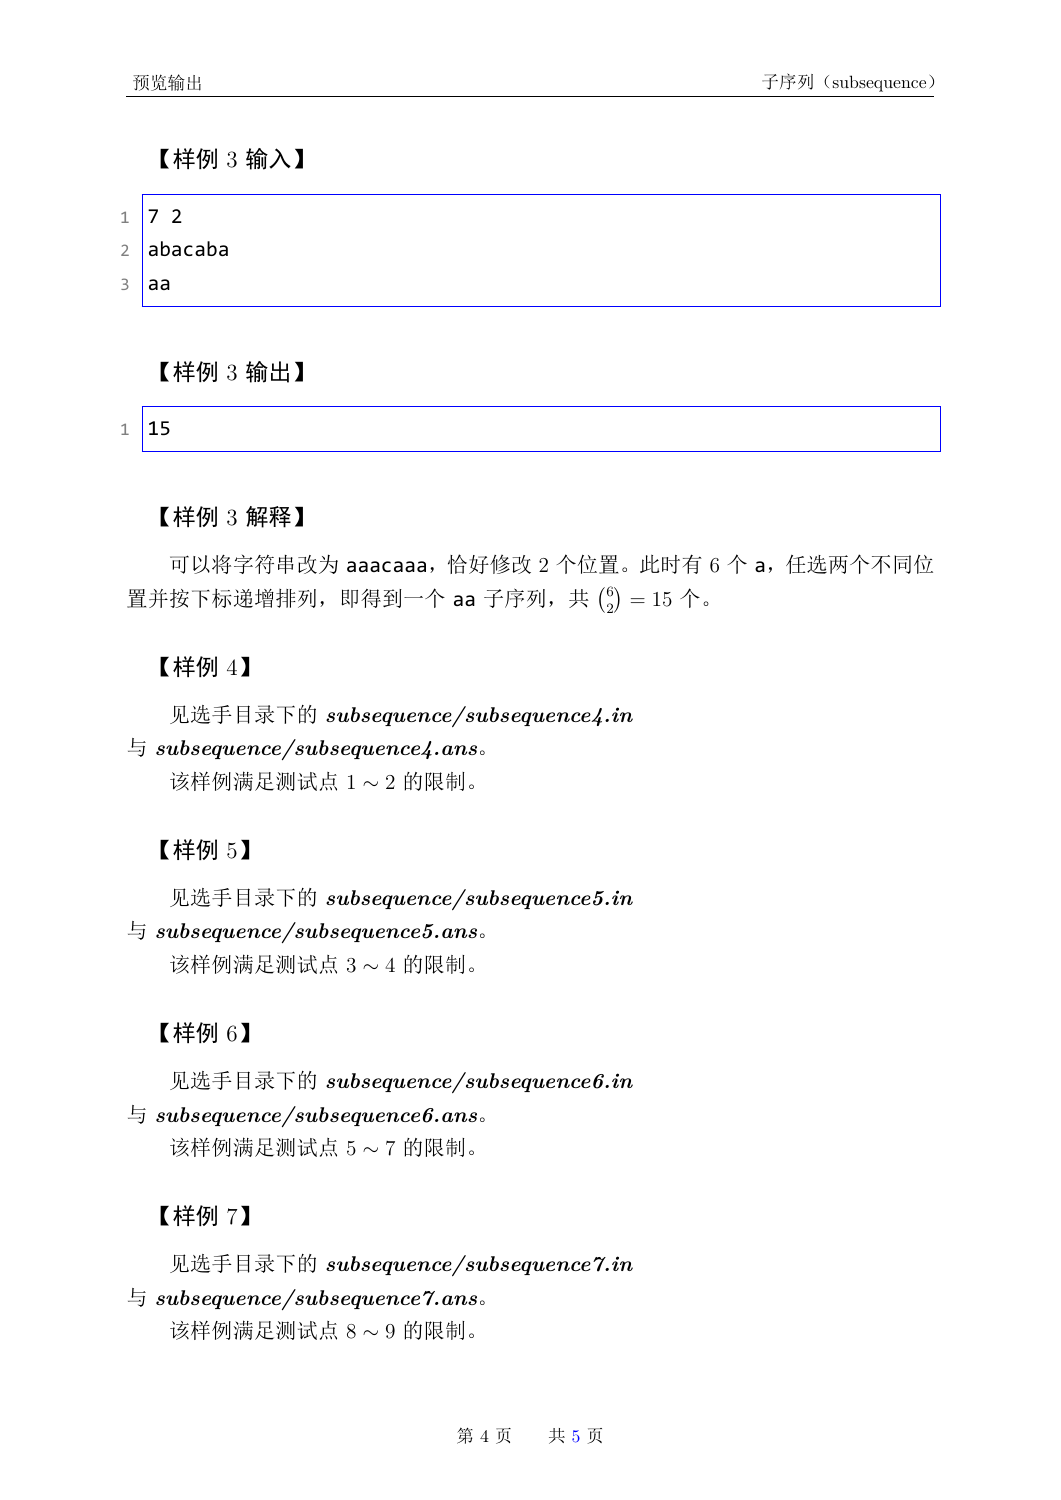 预览输出
子序列（subsequence）
【样例 3 输入】
1 7 2
2 abacaba
3 aa
【样例 3 输出】
1 15
【样例 3 解释】
可以将字符串改为 aaacaaa，恰好修改 2 个位置。此时有 6 个 a，任选两个不同位
置并按下标递增排列，即得到一个 aa 子序列，共 (6 2) = 15 个。
【样例 4】
见选手目录下的 subsequence/subsequence4.in
与 subsequence/subsequence4.ans。
该样例满足测试点 1 ∼ 2 的限制。
【样例 5】
见选手目录下的 subsequence/subsequence5.in
与 subsequence/subsequence5.ans。
该样例满足测试点 3 ∼ 4 的限制。
【样例 6】
见选手目录下的 subsequence/subsequence6.in
与 subsequence/subsequence6.ans。
该样例满足测试点 5 ∼ 7 的限制。
【样例 7】
见选手目录下的 subsequence/subsequence7.in
与 subsequence/subsequence7.ans。
该样例满足测试点 8 ∼ 9 的限制。
第 4 页 共 5 页